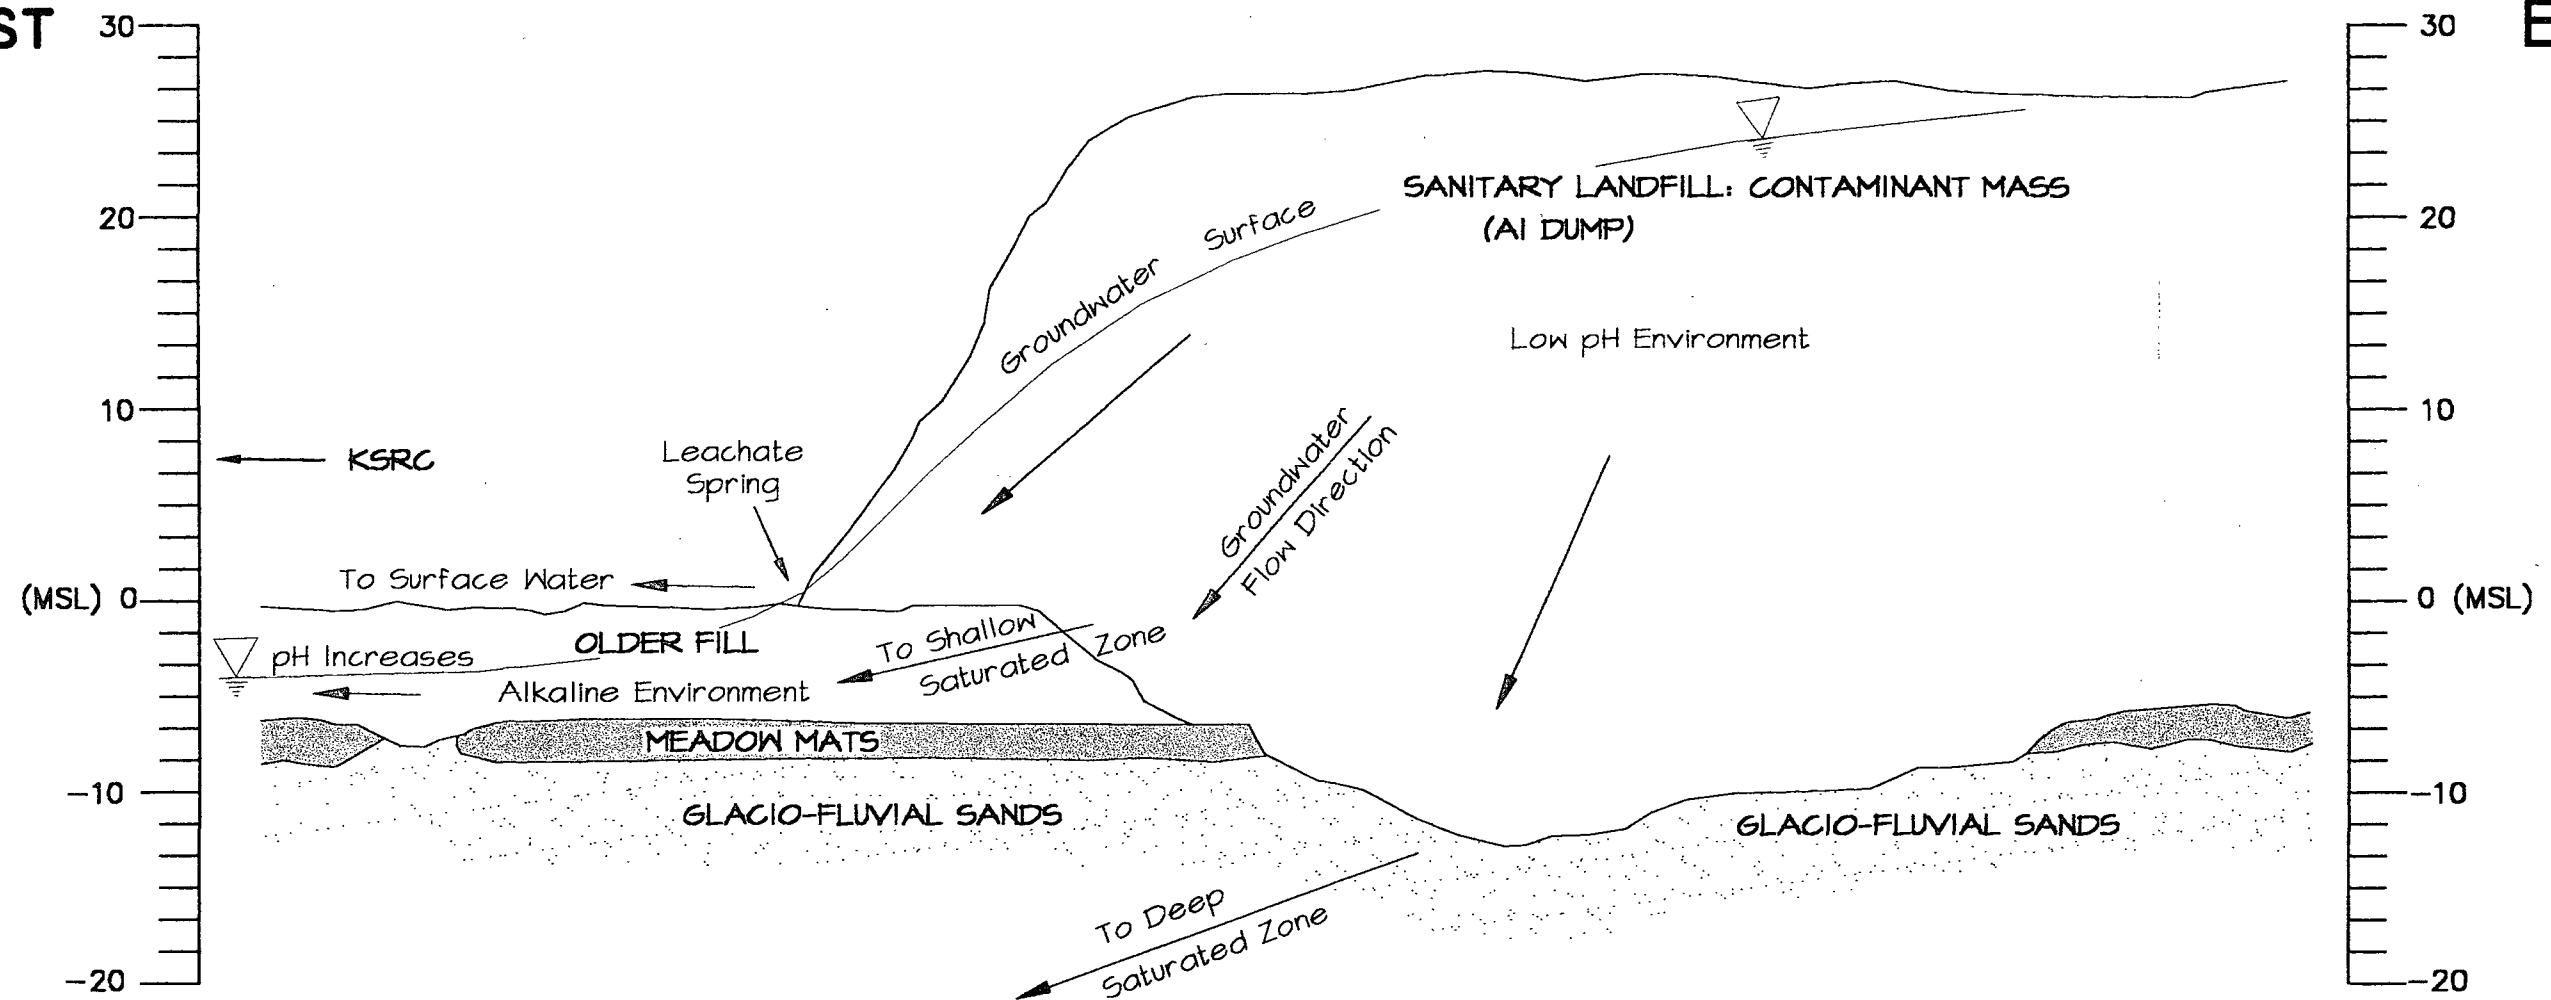 ST
E
30
20
10
(MSL) 0
-10
-20
30
20
10
0 (MSL)
-10
-20
SANITARY LANDFILL: CONTAMINANT MASS
(AI DUMP)
Groundwater Surface
Low pH Environment
KSRC
Leachate
Spring
Groundwater
Flow Direction
To Surface Water
OLDER FILL
To Shallow
Saturated Zone
pH Increases
Alkaline Environment
MEADOW MATS
GLACIO-FLUVIAL SANDS
GLACIO-FLUVIAL SANDS
To Deep
Saturated Zone